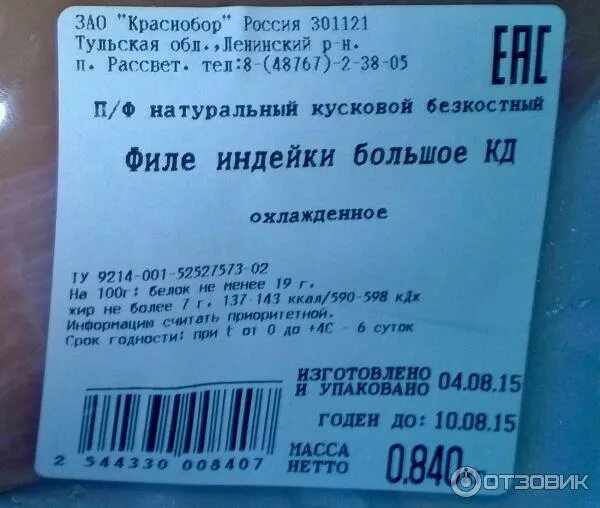 ЗАО "Краснобор" Россия 301121
Тульская обл.,Ленинский р-н.
п. Рассвет. тел:8-(48767)-2-38-05
EAC
П/Ф натуральный кусковой безкостный
Филе индейки большое КД
охлажденное
ТУ 9214-001-52527573-02
На 100г: белок не менее 19 г,
жир не более 7 г, 137-143 ккал/590-598 кДж
Информацию считать приоритетной.
Срок годности: при t от 0 до +4С - 6 суток
ИЗГОТОВЛЕНО
И УПАКОВАНО 04.08.15
ГОДЕН ДО: 10.08.15
МАССА
НЕТТО 0.840
2 544330 008407
ОТЗОВИК